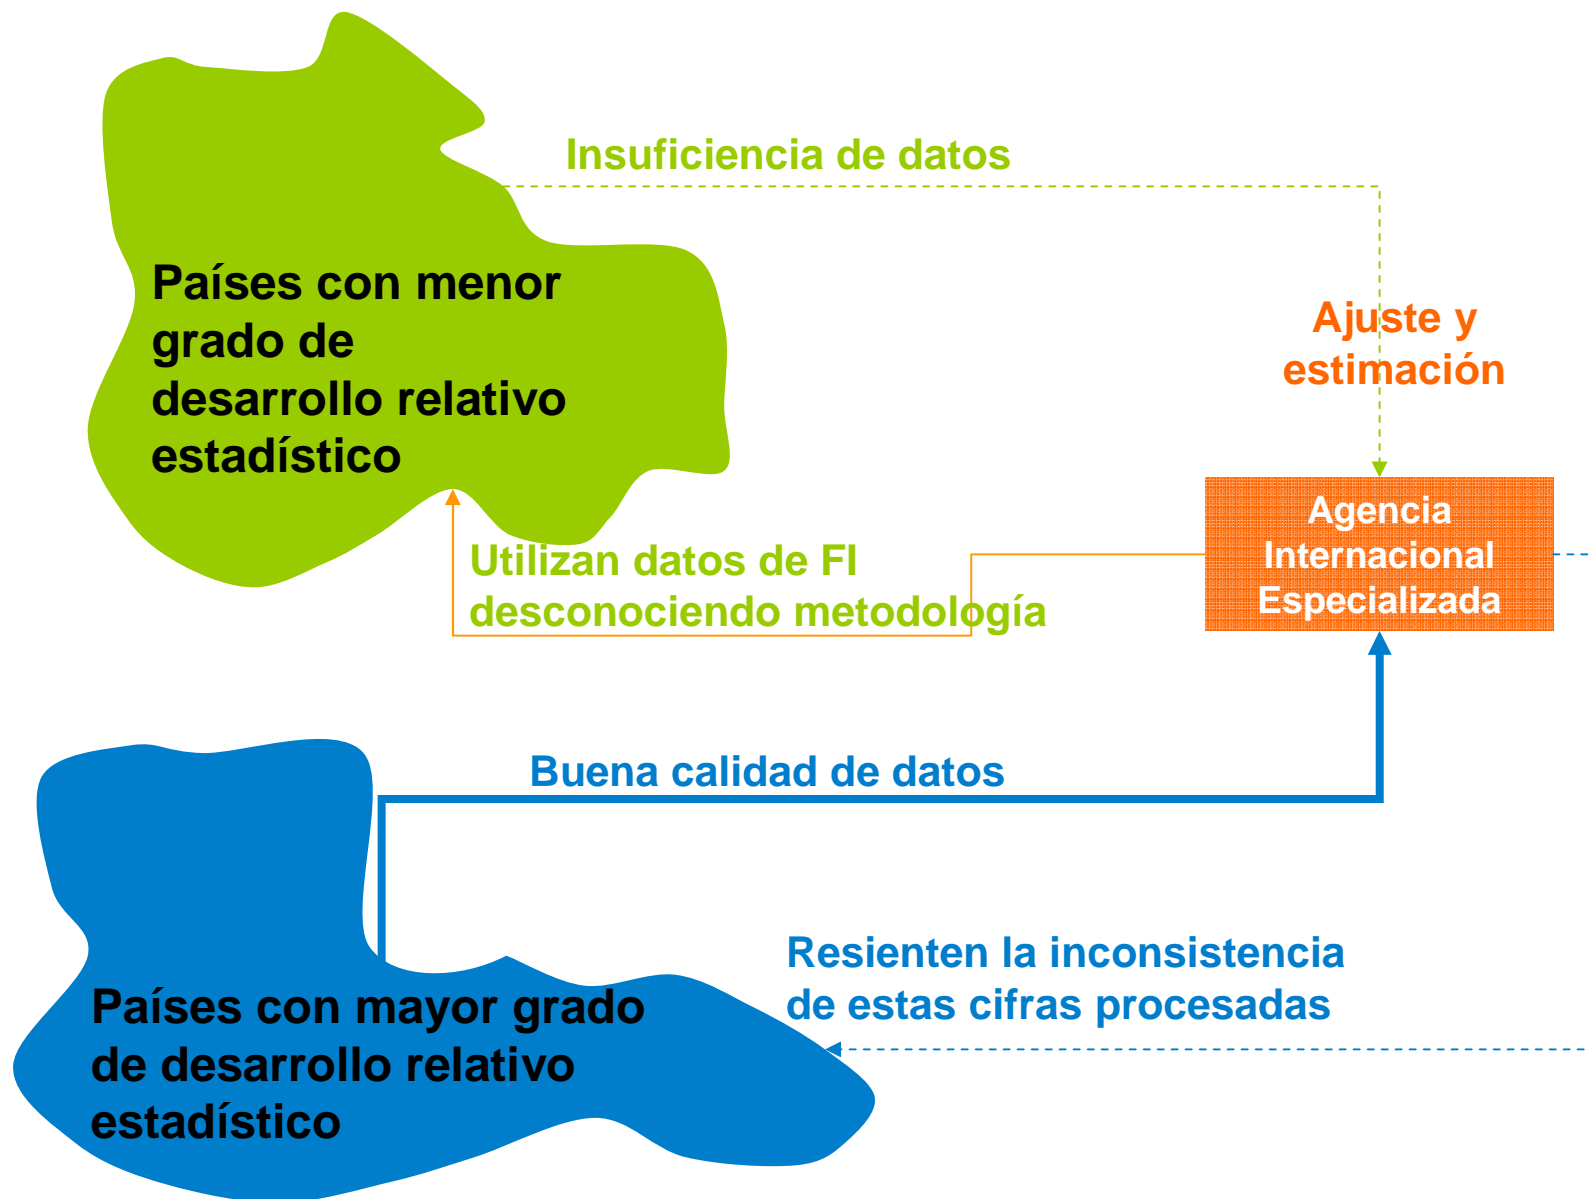 Insuficiencia de datos
Países con menor
grado de
desarrollo relativo
estadístico
Ajuste y
estimación
Agencia
Internacional
Especializada
Utilizan datos de FI
desconociendo metodología
Buena calidad de datos
Resienten la inconsistencia
de estas cifras procesadas
Países con mayor grado
de desarrollo relativo
estadístico